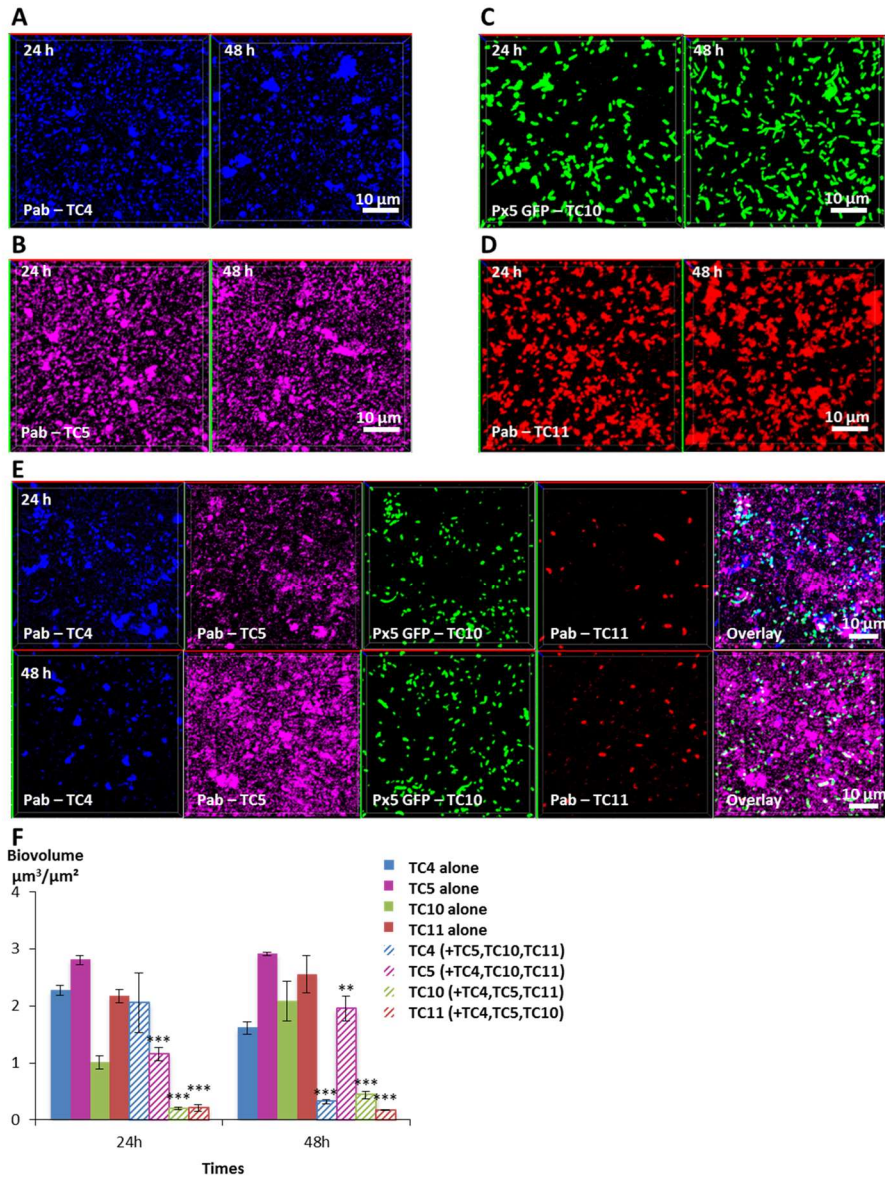 A
24 h
48 h
Pab – TC4
10 µm
C
24 h
48 h
Px5 GFP – TC10
10 µm
B
24 h
48 h
Pab – TC5
10 µm
D
24 h
48 h
Pab – TC11
10 µm
E
24 h
Pab – TC4
Pab – TC5
Px5 GFP – TC10
Pab – TC11
Overlay
10 µm
48 h
Pab – TC4
Pab – TC5
Px5 GFP – TC10
Pab – TC11
Overlay
10 µm
F
Biovolume
µm³/µm²
4
3
2
1
0
***
***
***
***
**
***
***
24h
48h
Times
TC4 alone
TC5 alone
TC10 alone
TC11 alone
TC4 (+TC5,TC10,TC11)
TC5 (+TC4,TC10,TC11)
TC10 (+TC4,TC5,TC11)
TC11 (+TC4,TC5,TC10)